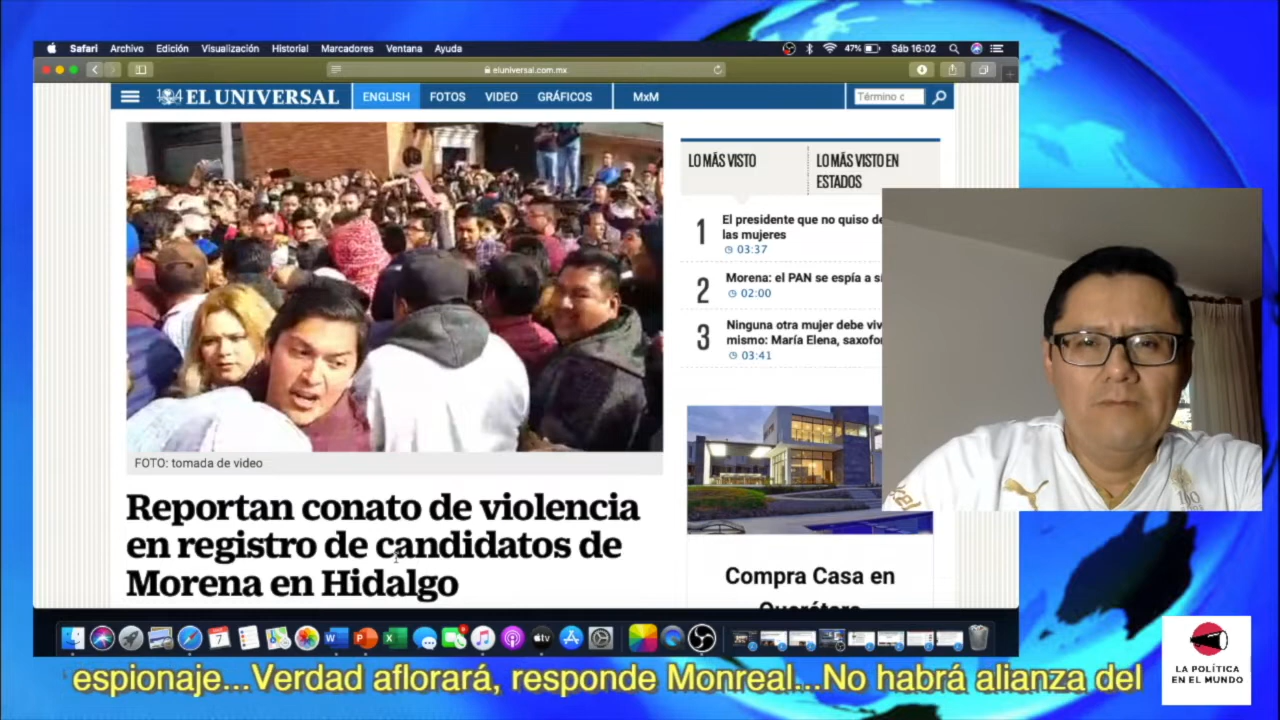 Safari Archivo Edición Visualización Historial Marcadores Ventana Ayuda
47% Sáb 16:02
eluniversal.com.mx
104 EL UNIVERSAL ENGLISH FOTOS VIDEO GRÁFICOS MxM Término
LO MÁS VISTO
LO MÁS VISTO EN
ESTADOS
1 El presidente que no quiso
las mujeres
03:37
2 Morena: el PAN se espía a
02:00
3 Ninguna otra mujer debe
mismo: María Elena,
03:41
FOTO: tomada de video
Reportan conato de violencia
en registro de candidatos de
Morena en Hidalgo
Compra Casa en
Querétaro
7
espionaje...Verdad aflorará, responde Monreal...No habrá alianza del
LA POLÍTICA
EN EL MUNDO